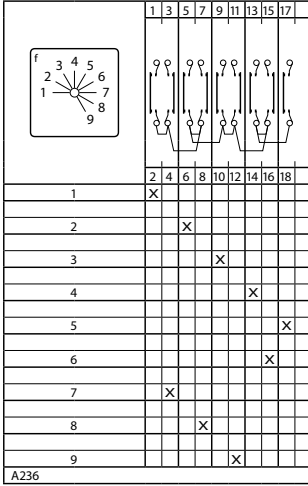 1 3 5 7 9 11 13 15 17
f
1 2 3 4 5 6 7 8 9
2 4 6 8 10 12 14 16 18
1 X
2 X
3 X
4 X
5 X
6 X
7 X
8 X
9 X
A236